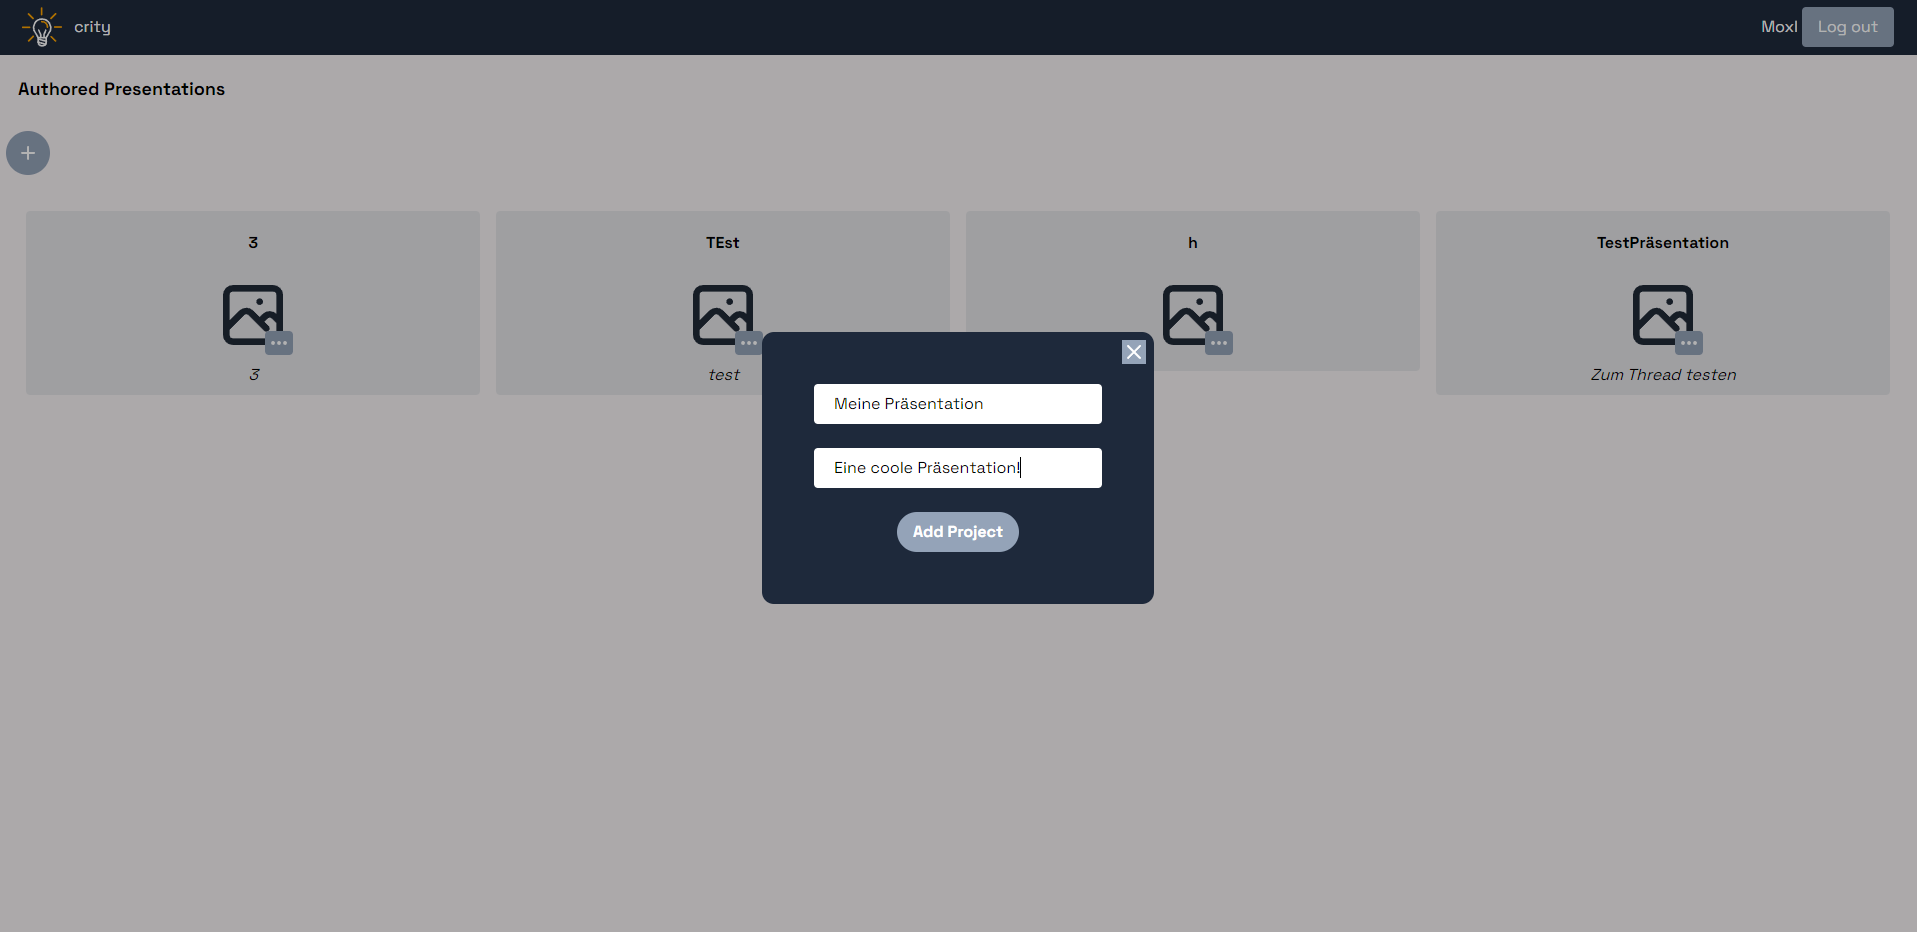 crity
Moxl Log out
Authored Presentations
3
TEst
h
TestPräsentation
3
test
Zum Thread testen
Meine Präsentation
Eine coole Präsentation!
Add Project